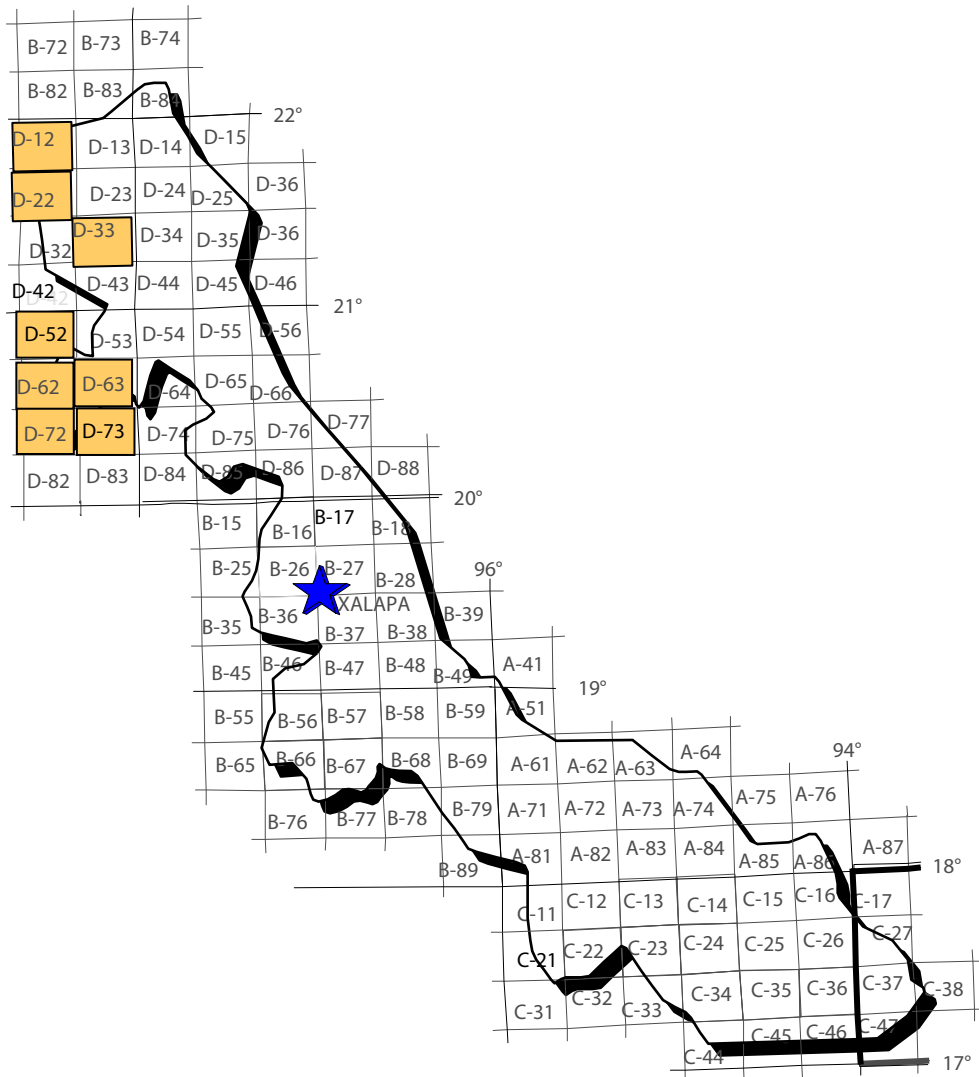 B-72 B-73 B-74
B-82 B-83 B-84
22°
D-12 D-13 D-14 D-15
D-22 D-23 D-24 D-25 D-36
D-32 D-33 D-34 D-35 D-36
D-42 D-42 D-43 D-44 D-45 D-46
21°
D-52 D-53 D-54 D-55 D-56
D-62 D-63 D-64 D-65 D-66
D-72 D-73 D-74 D-75 D-76 D-77
D-82 D-83 D-84 D-85 D-86 D-87 D-88
20°
B-15 B-16 B-17 B-18
B-25 B-26 B-27 B-28
96°
XALAPA
B-35 B-36 B-37 B-38 B-39
B-45 B-46 B-47 B-48 B-49 A-41
19°
B-55 B-56 B-57 B-58 B-59 A-51
B-65 B-66 B-67 B-68 B-69 A-61 A-62 A-63 A-64
94°
B-76 B-77 B-78 B-79 A-71 A-72 A-73 A-74 A-75 A-76
B-89 A-81 A-82 A-83 A-84 A-85 A-86 A-87
18°
C-11 C-12 C-13 C-14 C-15 C-16 C-17
C-21 C-22 C-23 C-24 C-25 C-26 C-27
C-31 C-32 C-33 C-34 C-35 C-36 C-37 C-38
C-44 C-45 C-46 C-47
17°